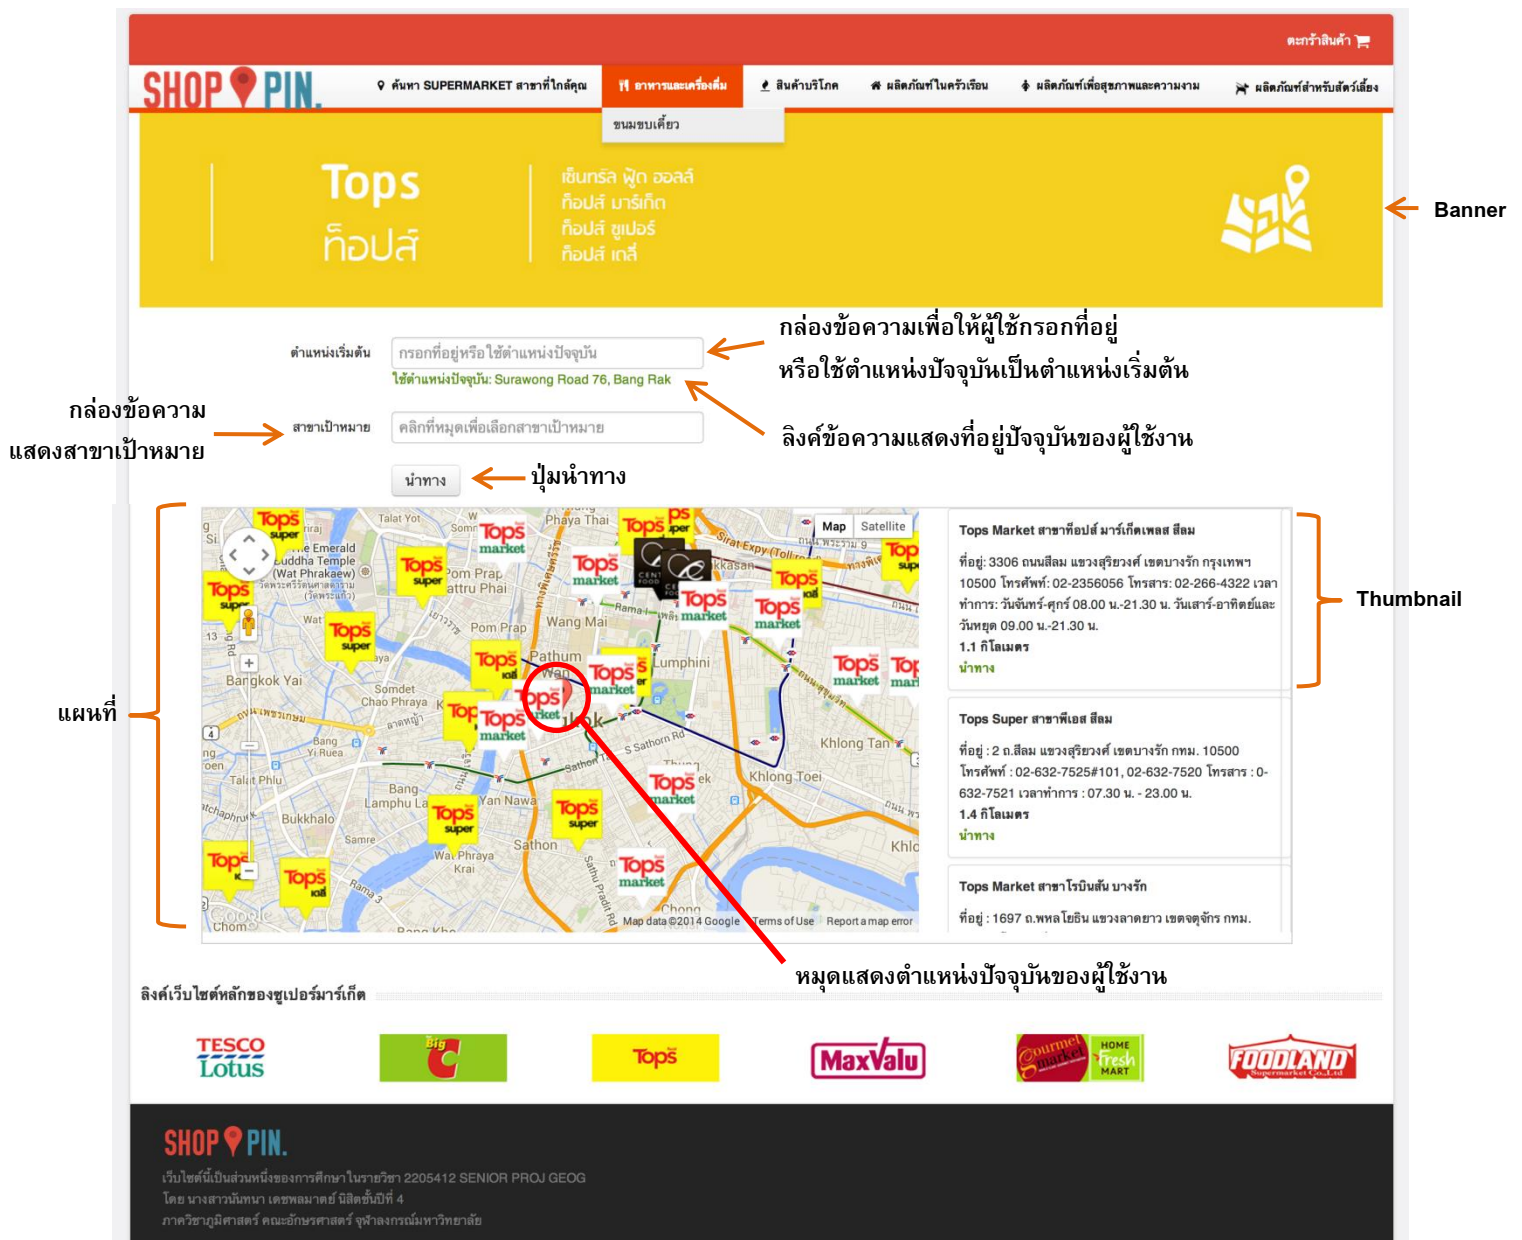 ตะกร้าสินค้า
SHOP PIN.
ค้นหา SUPERMARKET สาขาที่ใกล้คุณ
อาหารและเครื่องดื่ม
สินค้าบริโภค
ผลิตภัณฑ์ในครัวเรือน
ผลิตภัณฑ์เพื่อสุขภาพและความงาม
ผลิตภัณฑ์สำหรับสัตว์เลี้ยง
ขนมขบเคี้ยว
Tops
ท็อปส์
เซ็นทรัล ฟู้ด ฮอลล์
ท็อปส์ มาร์เก็ต
ท็อปส์ ซูเปอร์
ท็อปส์ เดลี่
Banner
กล่องข้อความเพื่อให้ผู้ใช้กรอกที่อยู่
หรือใช้ตำแหน่งปัจจุบันเป็นตำแหน่งเริ่มต้น
ตำแหน่งเริ่มต้น
กรอกที่อยู่หรือใช้ตำแหน่งปัจจุบัน
ใช้ตำแหน่งปัจจุบัน: Surawong Road 76, Bang Rak
กล่องข้อความ
แสดงสาขาเป้าหมาย
สาขาเป้าหมาย
คลิกที่หมุดเพื่อเลือกสาขาเป้าหมาย
ลิงค์ข้อความแสดงที่อยู่ปัจจุบันของผู้ใช้งาน
นำทาง
ปุ่มนำทาง
แผนที่
Map
Satellite
Talat Yot
Phaya Thai
Pom Prap
Wang Mai
Pathum
Wan
Lumphini
Bangkok Yai
Somdet
Chao Phraya
Khlong Tan
Khlong Toei
S Sathorn Rd
Bang
Yi Ruea
Talat Phlu
Bukkhalo
Samre
Yan Nawa
Sathon
Wat Phraya
Krai
Rama 3
Chong
Google
Map data ©2014 Google
Terms of Use
Report a map error
Tops Market สาขาท็อปส์ มาร์เก็ตเพลส สีลม
ที่อยู่: 3306 ถนนสีลม แขวงสุริยวงศ์ เขตบางรัก กรุงเทพฯ
10500 โทรศัพท์: 02-2356056 โทรสาร: 02-266-4322 เวลา
ทำการ: วันจันทร์-ศุกร์ 08.00 น.-21.30 น. วันเสาร์-อาทิตย์และ
วันหยุด 09.00 น.-21.30 น.
1.1 กิโลเมตร
นำทาง
Thumbnail
Tops Super สาขาพีเอส สีลม
ที่อยู่ : 2 ถ.สีลม แขวงสุริยวงศ์ เขตบางรัก กทม. 10500
โทรศัพท์ : 02-632-7525#101, 02-632-7520 โทรสาร : 0-
632-7521 เวลาทำการ : 07.30 น. - 23.00 น.
1.4 กิโลเมตร
นำทาง
Tops Market สาขาโรบินสัน บางรัก
ที่อยู่ : 1697 ถ.พหลโยธิน แขวงลาดยาว เขตจตุจักร กทม.
หมุดแสดงตำแหน่งปัจจุบันของผู้ใช้งาน
ลิงค์เว็บไซต์หลักของซูเปอร์มาร์เก็ต
TESCO
Lotus
Big
C
Tops
MaxValu
Gourmet
market
HOME
fresh
MART
FOODLAND
Supermarket Co.,Ltd
SHOP PIN.
เว็บไซต์นี้เป็นส่วนหนึ่งของการศึกษาในรายวิชา 2205412 SENIOR PROJ GEOG
โดย นางสาวนันทนา เดชพลมาตย์ นิสิตชั้นปีที่ 4
ภาควิชาภูมิศาสตร์ คณะอักษรศาสตร์ จุฬาลงกรณ์มหาวิทยาลัย